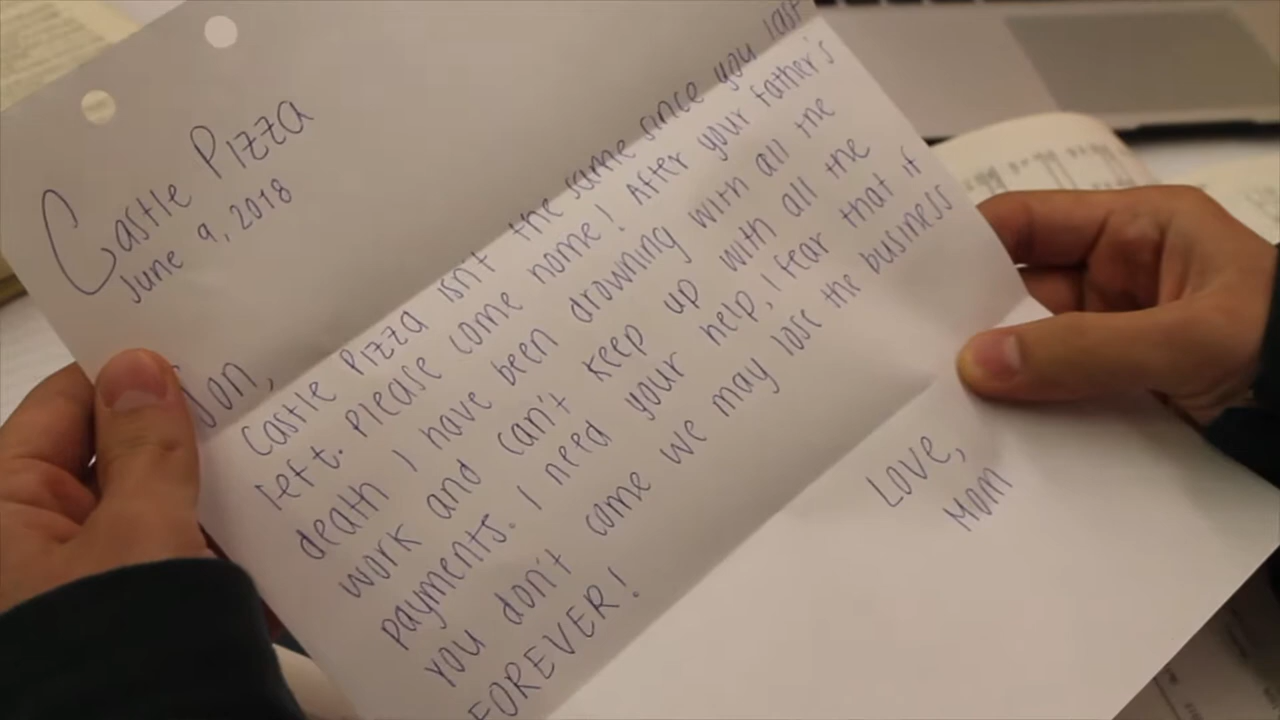 Castle Pizza
June 9, 2018
Jon,
Castle Pizza isn't the same since you last
left. Please come home! After your father's
death I have been drowning with all the
work and can't keep up with all the
payments. I need your help, I fear that if
you don't come we may lose the business
FOREVER!
Love,
Mom